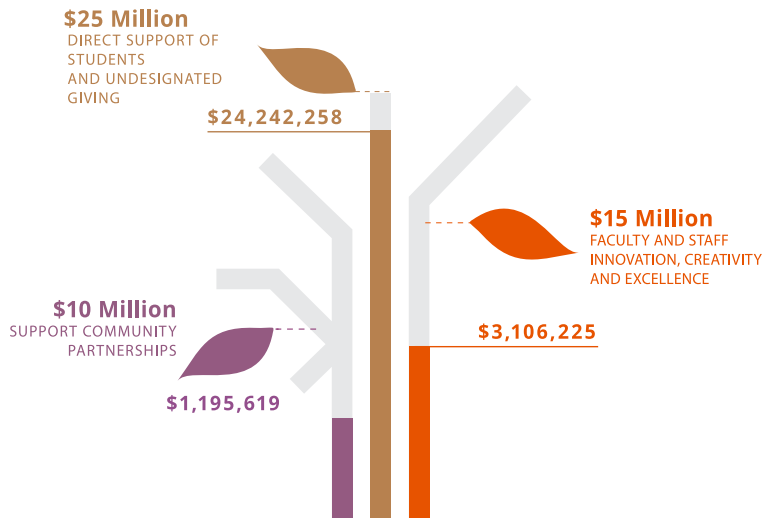 $25 Million
DIRECT SUPPORT OF
STUDENTS
AND UNDESIGNATED
GIVING
$24,242,258
$15 Million
FACULTY AND STAFF
INNOVATION, CREATIVITY
AND EXCELLENCE
$10 Million
SUPPORT COMMUNITY
PARTNERSHIPS
$3,106,225
$1,195,619